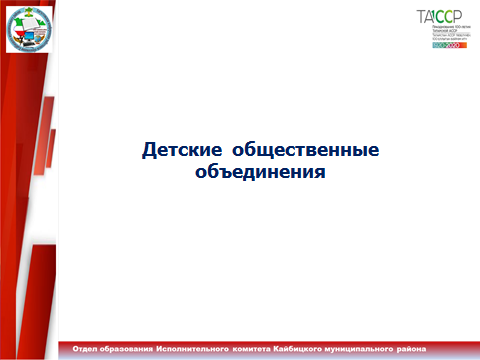 ТАССР
Детские общественные
объединения
Отдел образования Исполнительного комитета Кайбицкого муниципального района